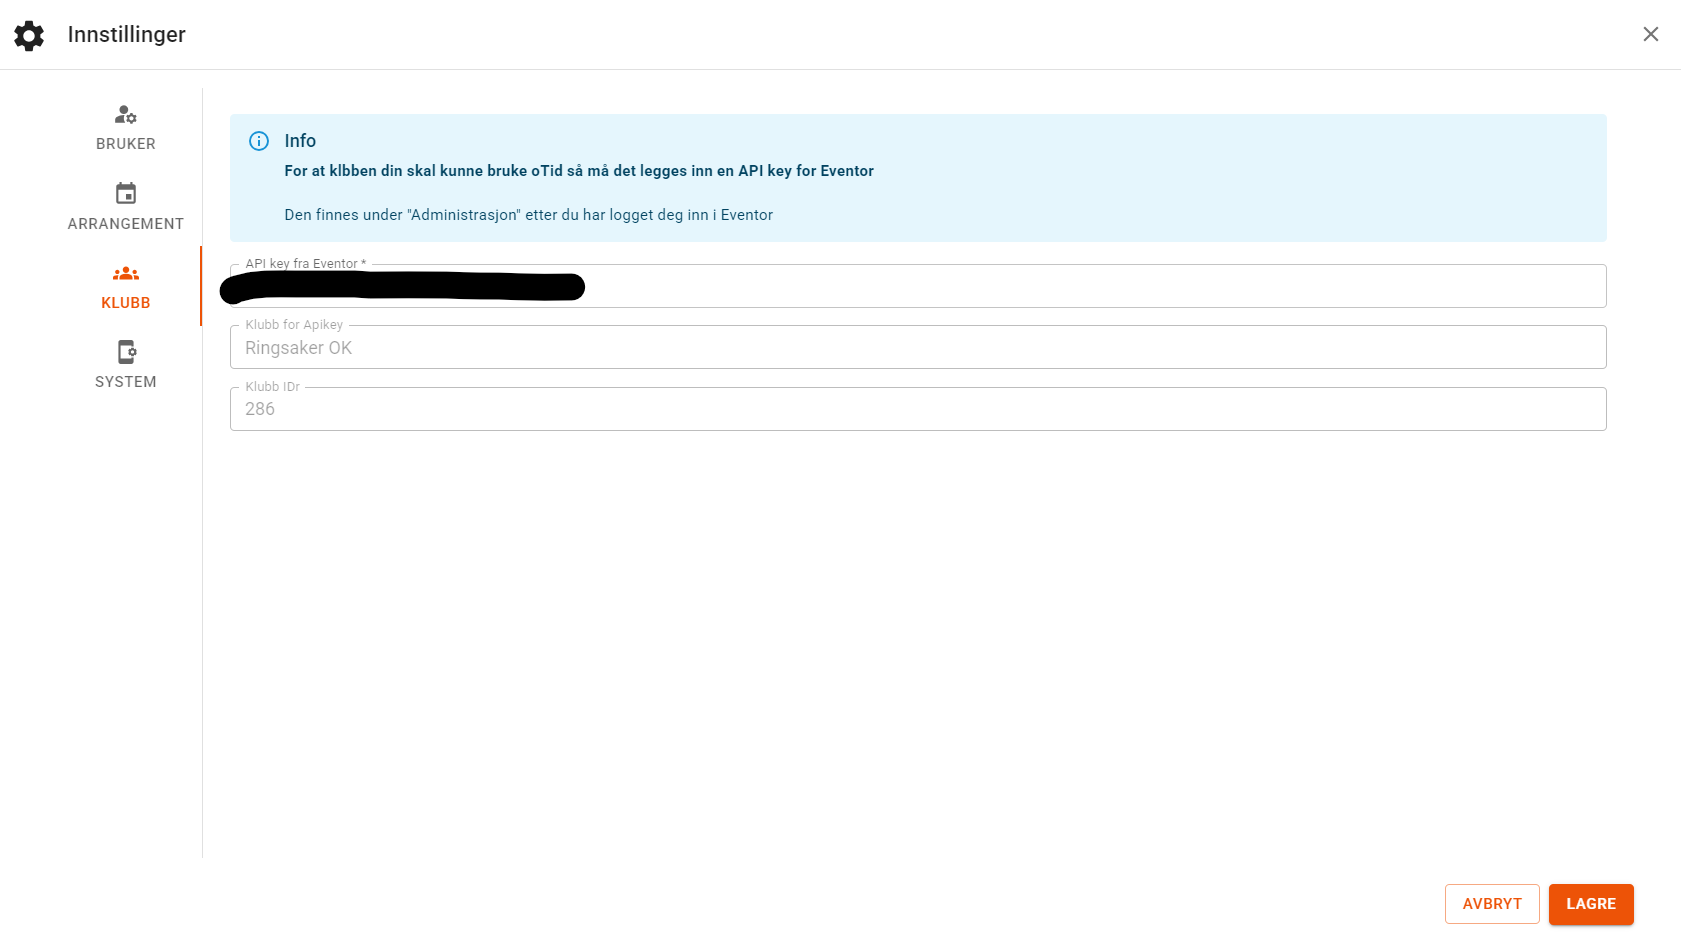 Innstillinger
BRUKER
ARRANGEMENT
KLUBB
SYSTEM
Info
For at klbben din skal kunne bruke oTid så må det legges inn en API key for Eventor
Den finnes under "Administrasjon" etter du har logget deg inn i Eventor
API key fra Eventor *
Klubb for Apikey
Ringsaker OK
Klubb IDr
286
AVBRYT
LAGRE